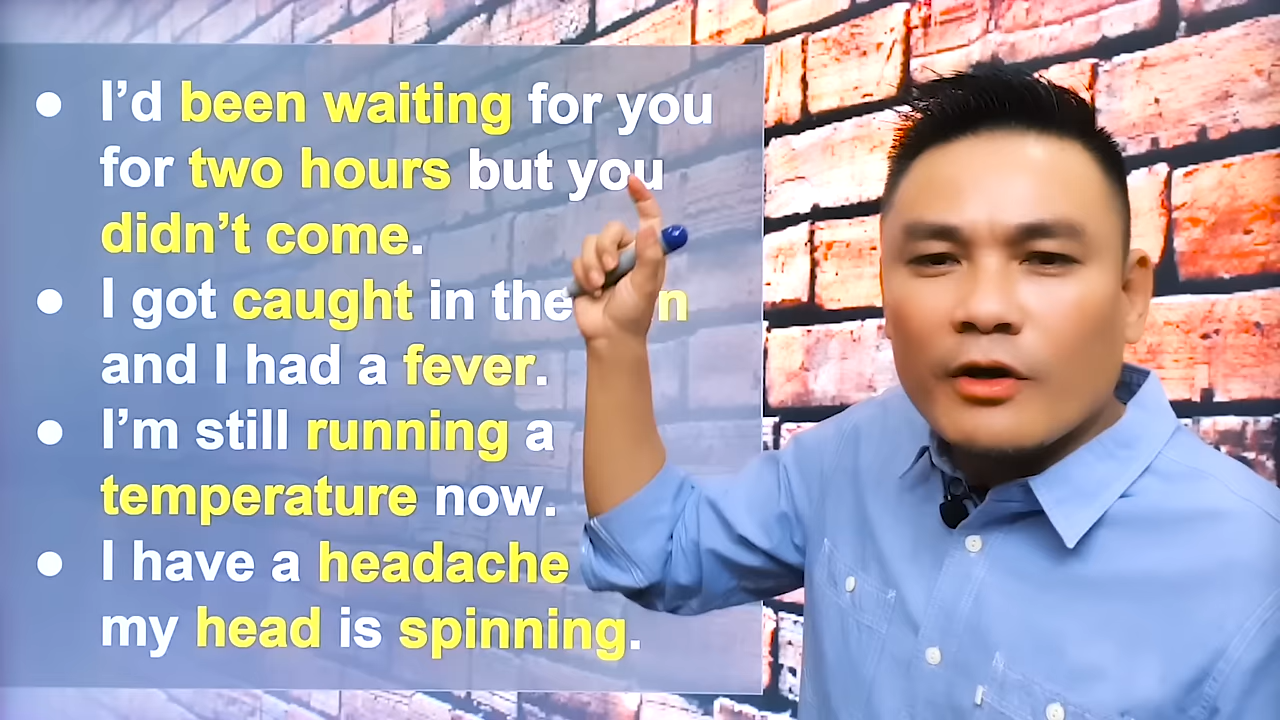 ● I'd been waiting for you
for two hours but you
didn't come.
● I got caught in the
and I had a fever.
● I'm still running a
temperature now.
● I have a headache
my head is spinning.